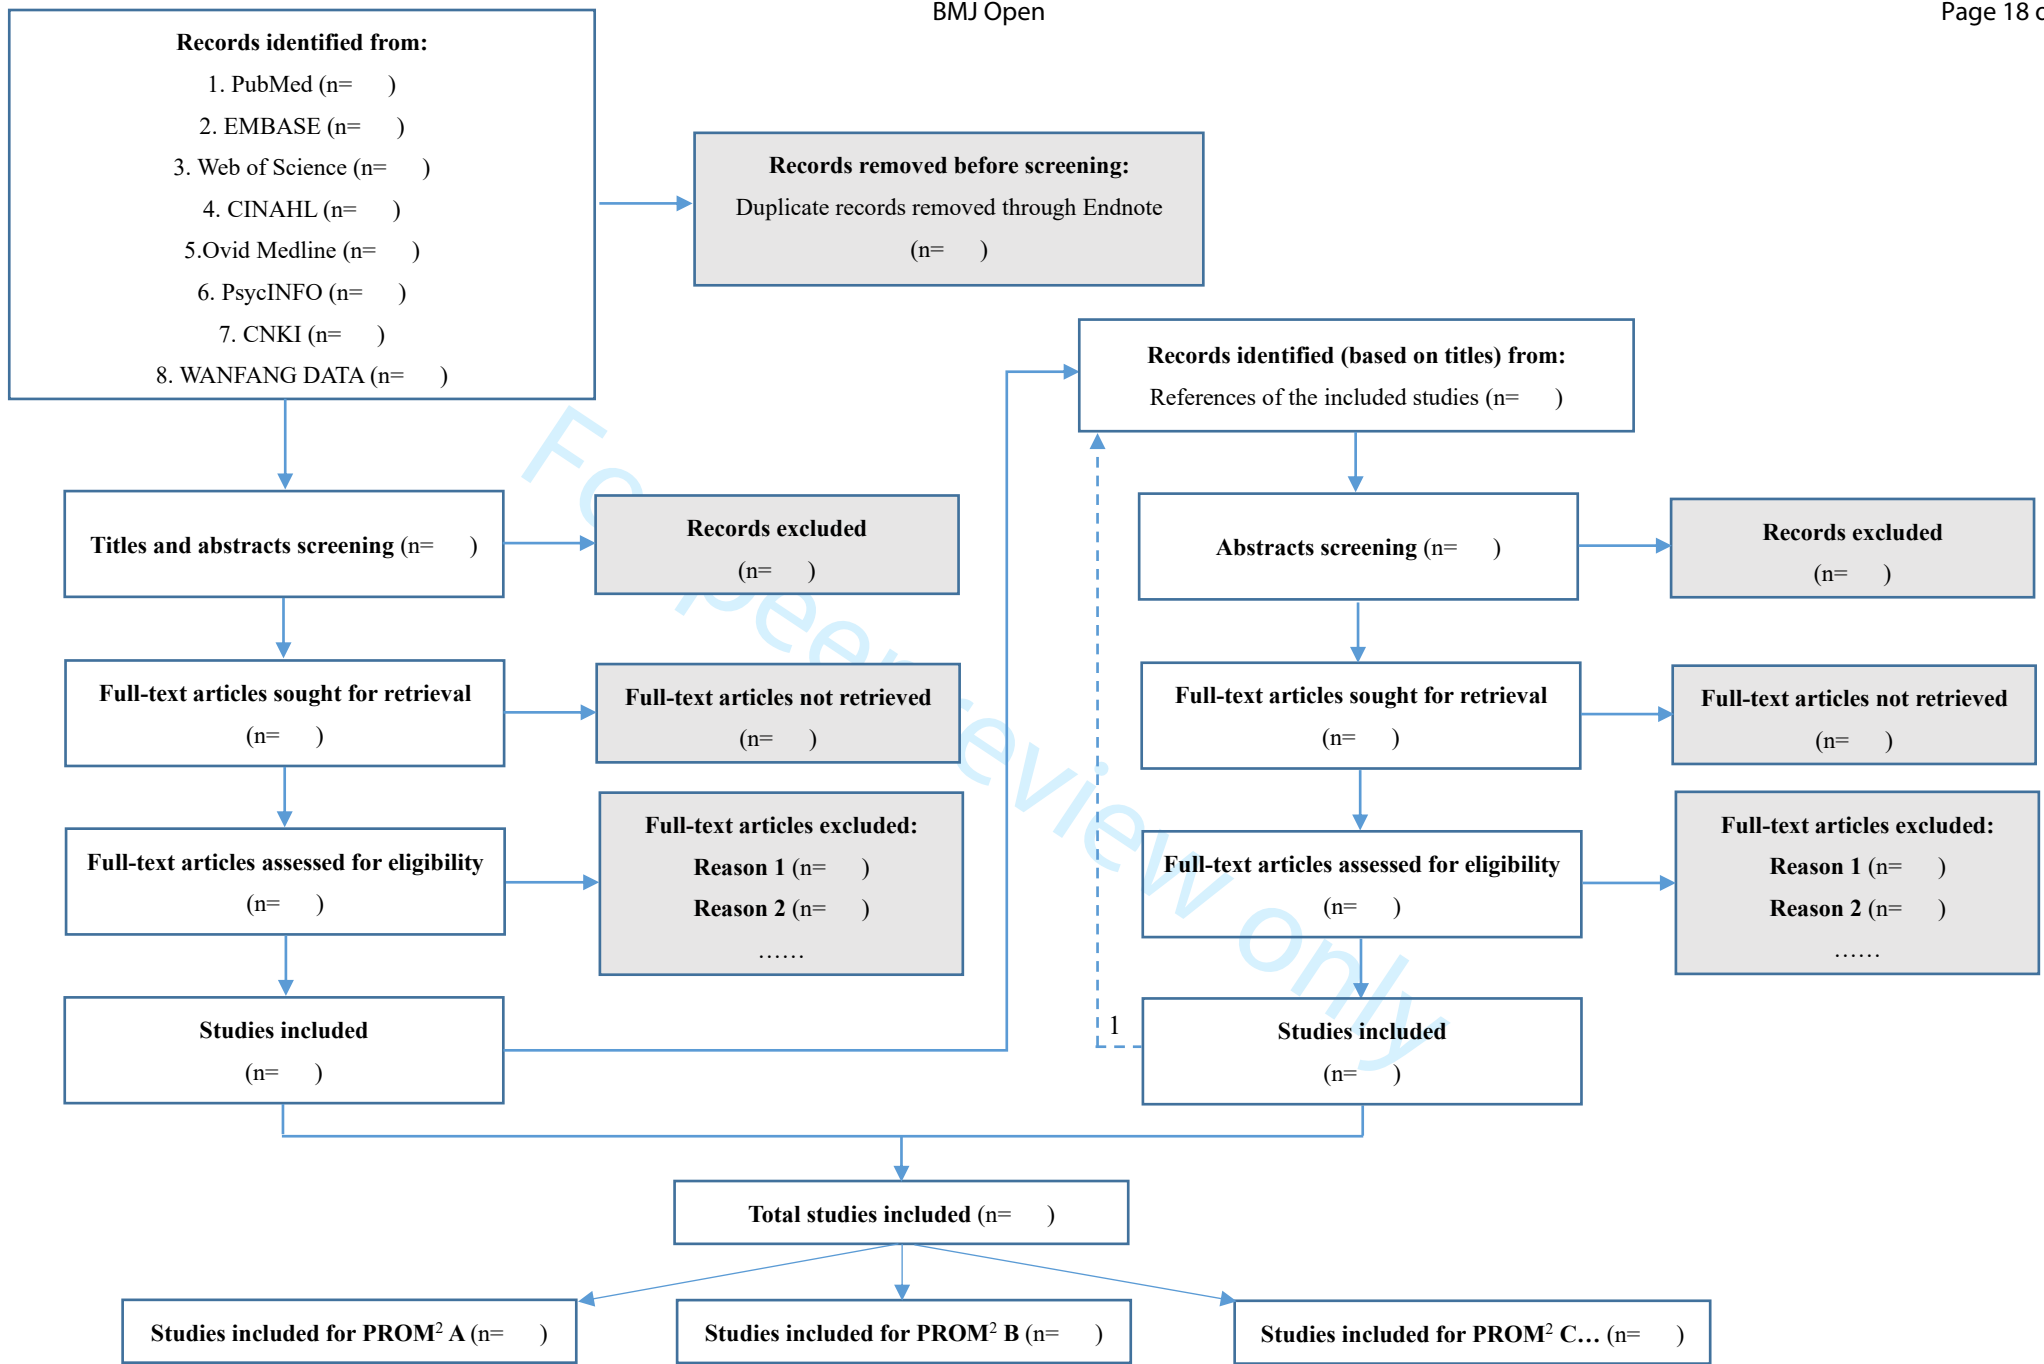 BMJ Open
Page 18 o
Records identified from:
1. PubMed (n= )
2. EMBASE (n= )
3. Web of Science (n= )
4. CINAHL (n= )
5.Ovid Medline (n= )
6. PsycINFO (n= )
7. CNKI (n= )
8. WANFANG DATA (n= )
Records removed before screening:
Duplicate records removed through Endnote
(n= )
Titles and abstracts screening (n= )
Records excluded
(n= )
Full-text articles sought for retrieval
(n= )
Full-text articles not retrieved
(n= )
Full-text articles assessed for eligibility
(n= )
Full-text articles excluded:
Reason 1 (n= )
Reason 2 (n= )
……
Studies included
(n= )
Records identified (based on titles) from:
References of the included studies (n= )
Abstracts screening (n= )
Records excluded
(n= )
Full-text articles sought for retrieval
(n= )
Full-text articles not retrieved
(n= )
Full-text articles assessed for eligibility
(n= )
Full-text articles excluded:
Reason 1 (n= )
Reason 2 (n= )
……
1
Studies included
(n= )
Total studies included (n= )
Studies included for PROM² A (n= )
Studies included for PROM² B (n= )
Studies included for PROM² C… (n= )
For peer review only